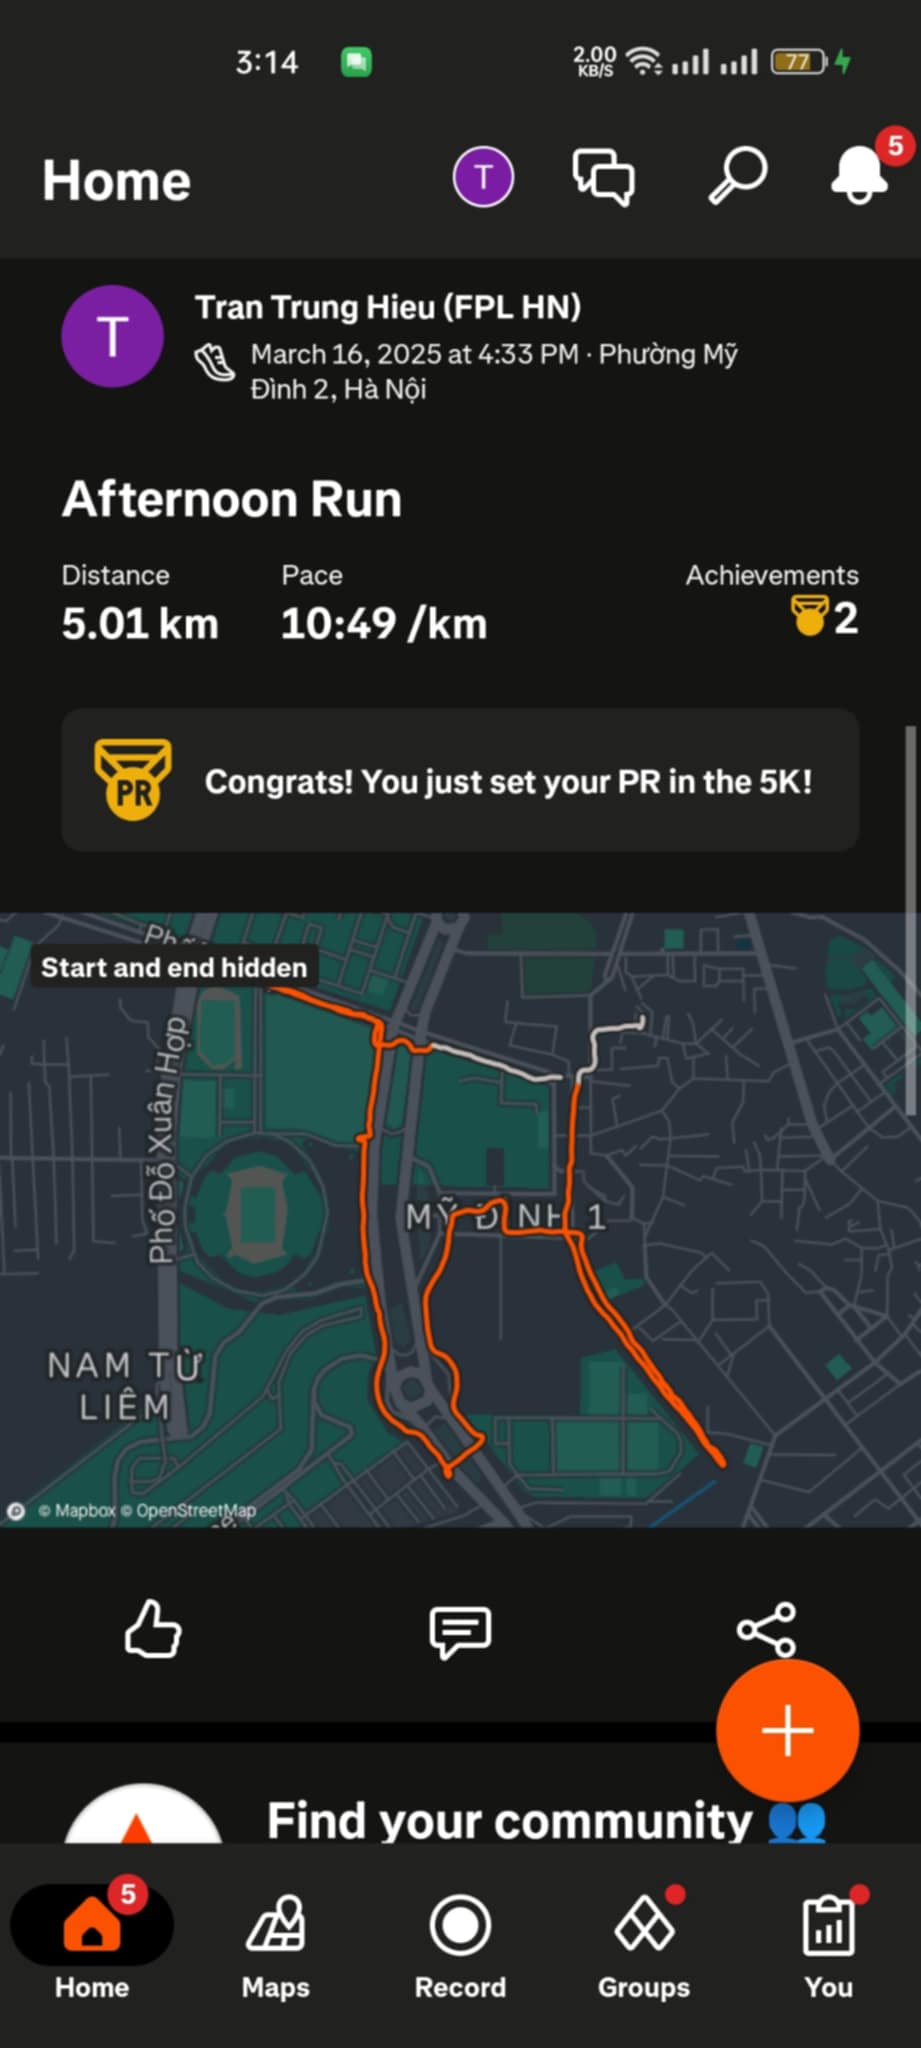 3:14
2.00
KB/S
77
Home
T
5
T
Tran Trung Hieu (FPL HN)
March 16, 2025 at 4:33 PM · Phường Mỹ
Đình 2, Hà Nội
Afternoon Run
Distance
Pace
Achievements
5.01 km
10:49 /km
2
PR
Congrats! You just set your PR in the 5K!
Start and end hidden
Phố Đỗ Xuân Hợp
MỸ ĐÌNH 1
NAM TỪ
LIÊM
© Mapbox © OpenStreetMap
Find your community 👥
5
Home
Maps
Record
Groups
You